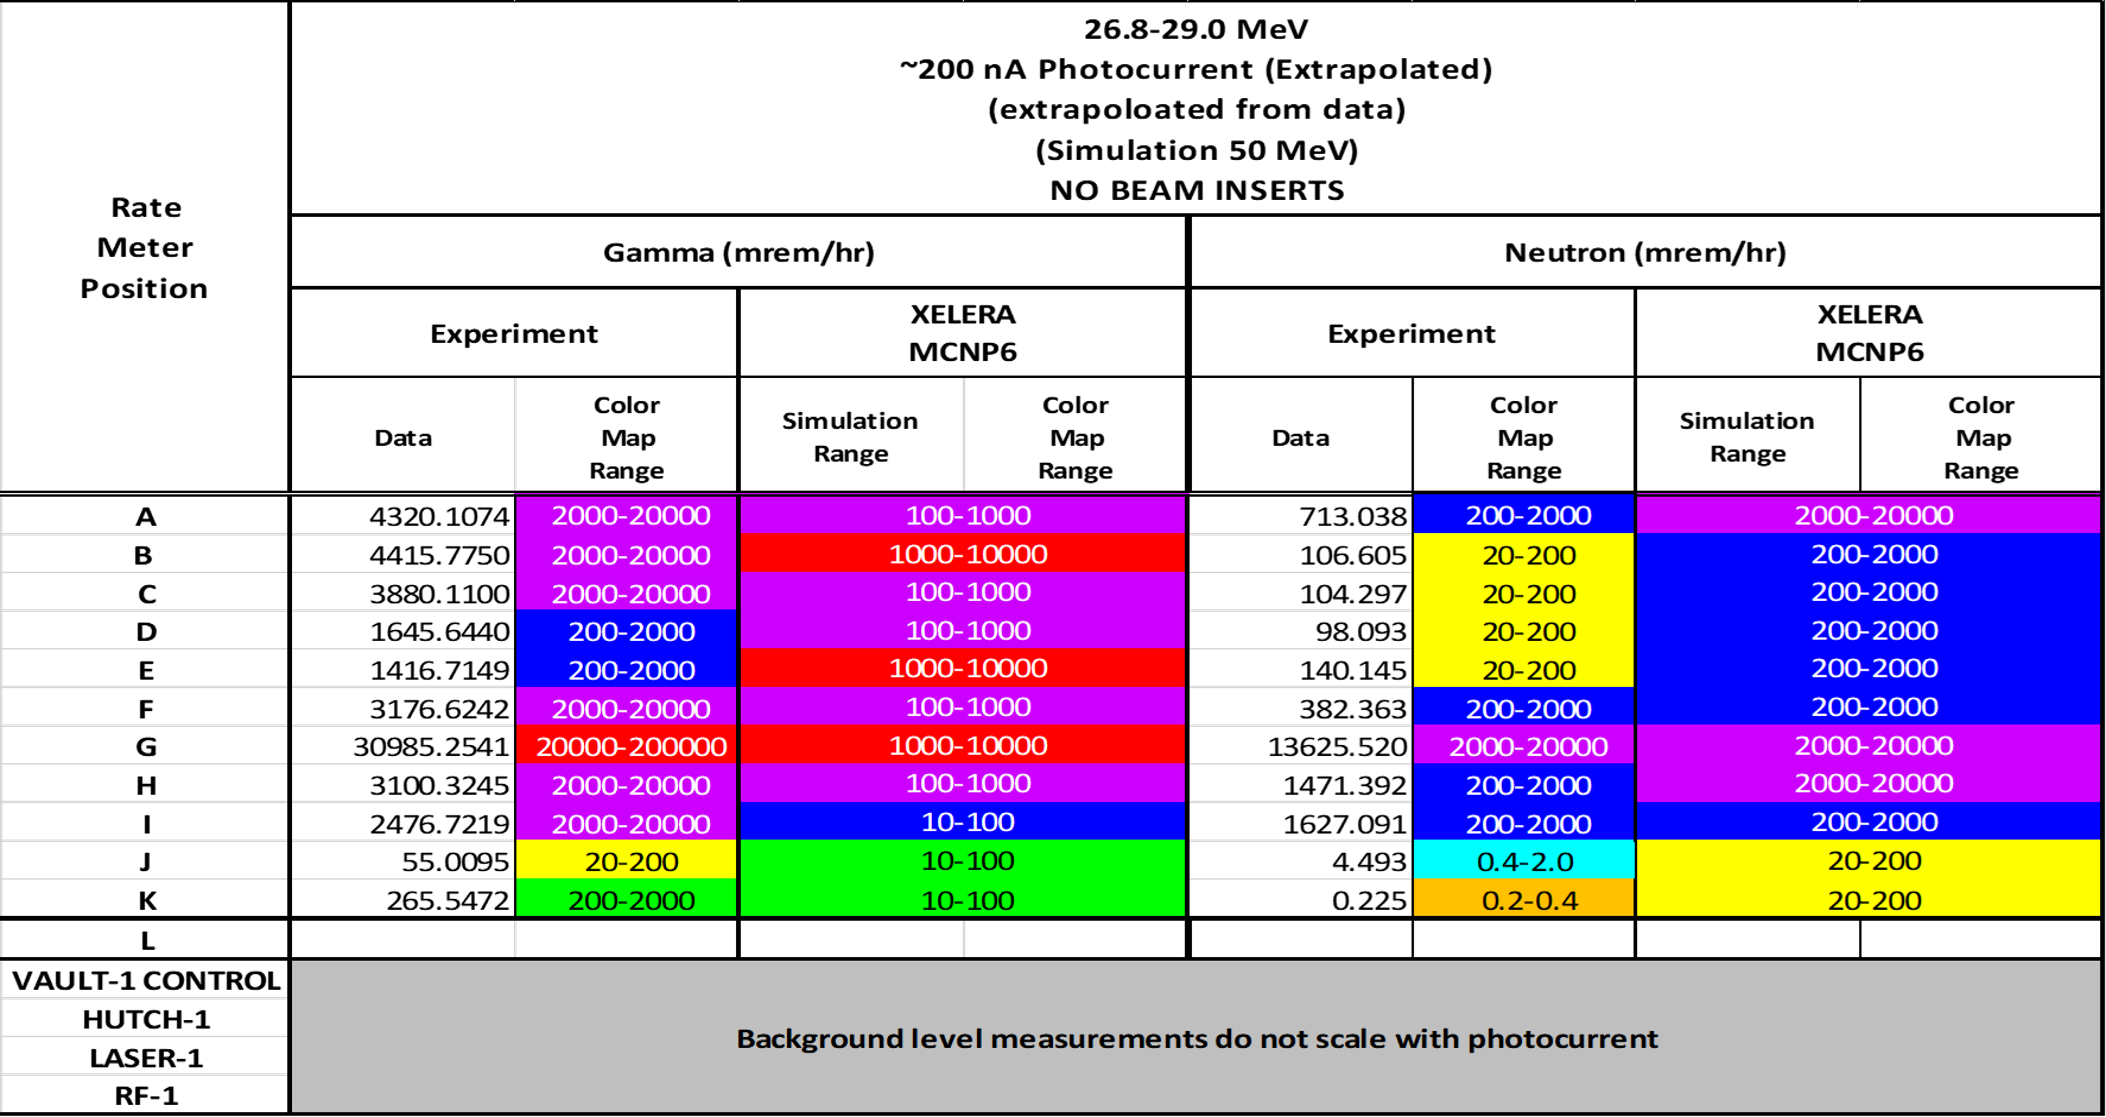 26.8-29.0 MeV
~200 nA Photocurrent (Extrapolated)
(extrapoloated from data)
(Simulation 50 MeV)
NO BEAM INSERTS
Rate
Meter
Position
Gamma (mrem/hr)
Neutron (mrem/hr)
Experiment
XELERA
MCNP6
Experiment
XELERA
MCNP6
Data
Color
Map
Range
Simulation
Range
Color
Map
Range
Data
Color
Map
Range
Simulation
Range
Color
Map
Range
A 4320.1074 2000-20000 100-1000 713.038 200-2000 2000-20000
B 4415.7750 2000-20000 1000-10000 106.605 20-200 200-2000
C 3880.1100 2000-20000 100-1000 104.297 20-200 200-2000
D 1645.6440 200-2000 100-1000 98.093 20-200 200-2000
E 1416.7149 200-2000 1000-10000 140.145 20-200 200-2000
F 3176.6242 2000-20000 100-1000 382.363 200-2000 200-2000
G 30985.2541 20000-200000 1000-10000 13625.520 2000-20000 2000-20000
H 3100.3245 2000-20000 100-1000 1471.392 200-2000 2000-20000
I 2476.7219 2000-20000 10-100 1627.091 200-2000 200-2000
J 55.0095 20-200 10-100 4.493 0.4-2.0 20-200
K 265.5472 200-2000 10-100 0.225 0.2-0.4 20-200
L
VAULT-1 CONTROL
HUTCH-1
LASER-1
RF-1
Background level measurements do not scale with photocurrent